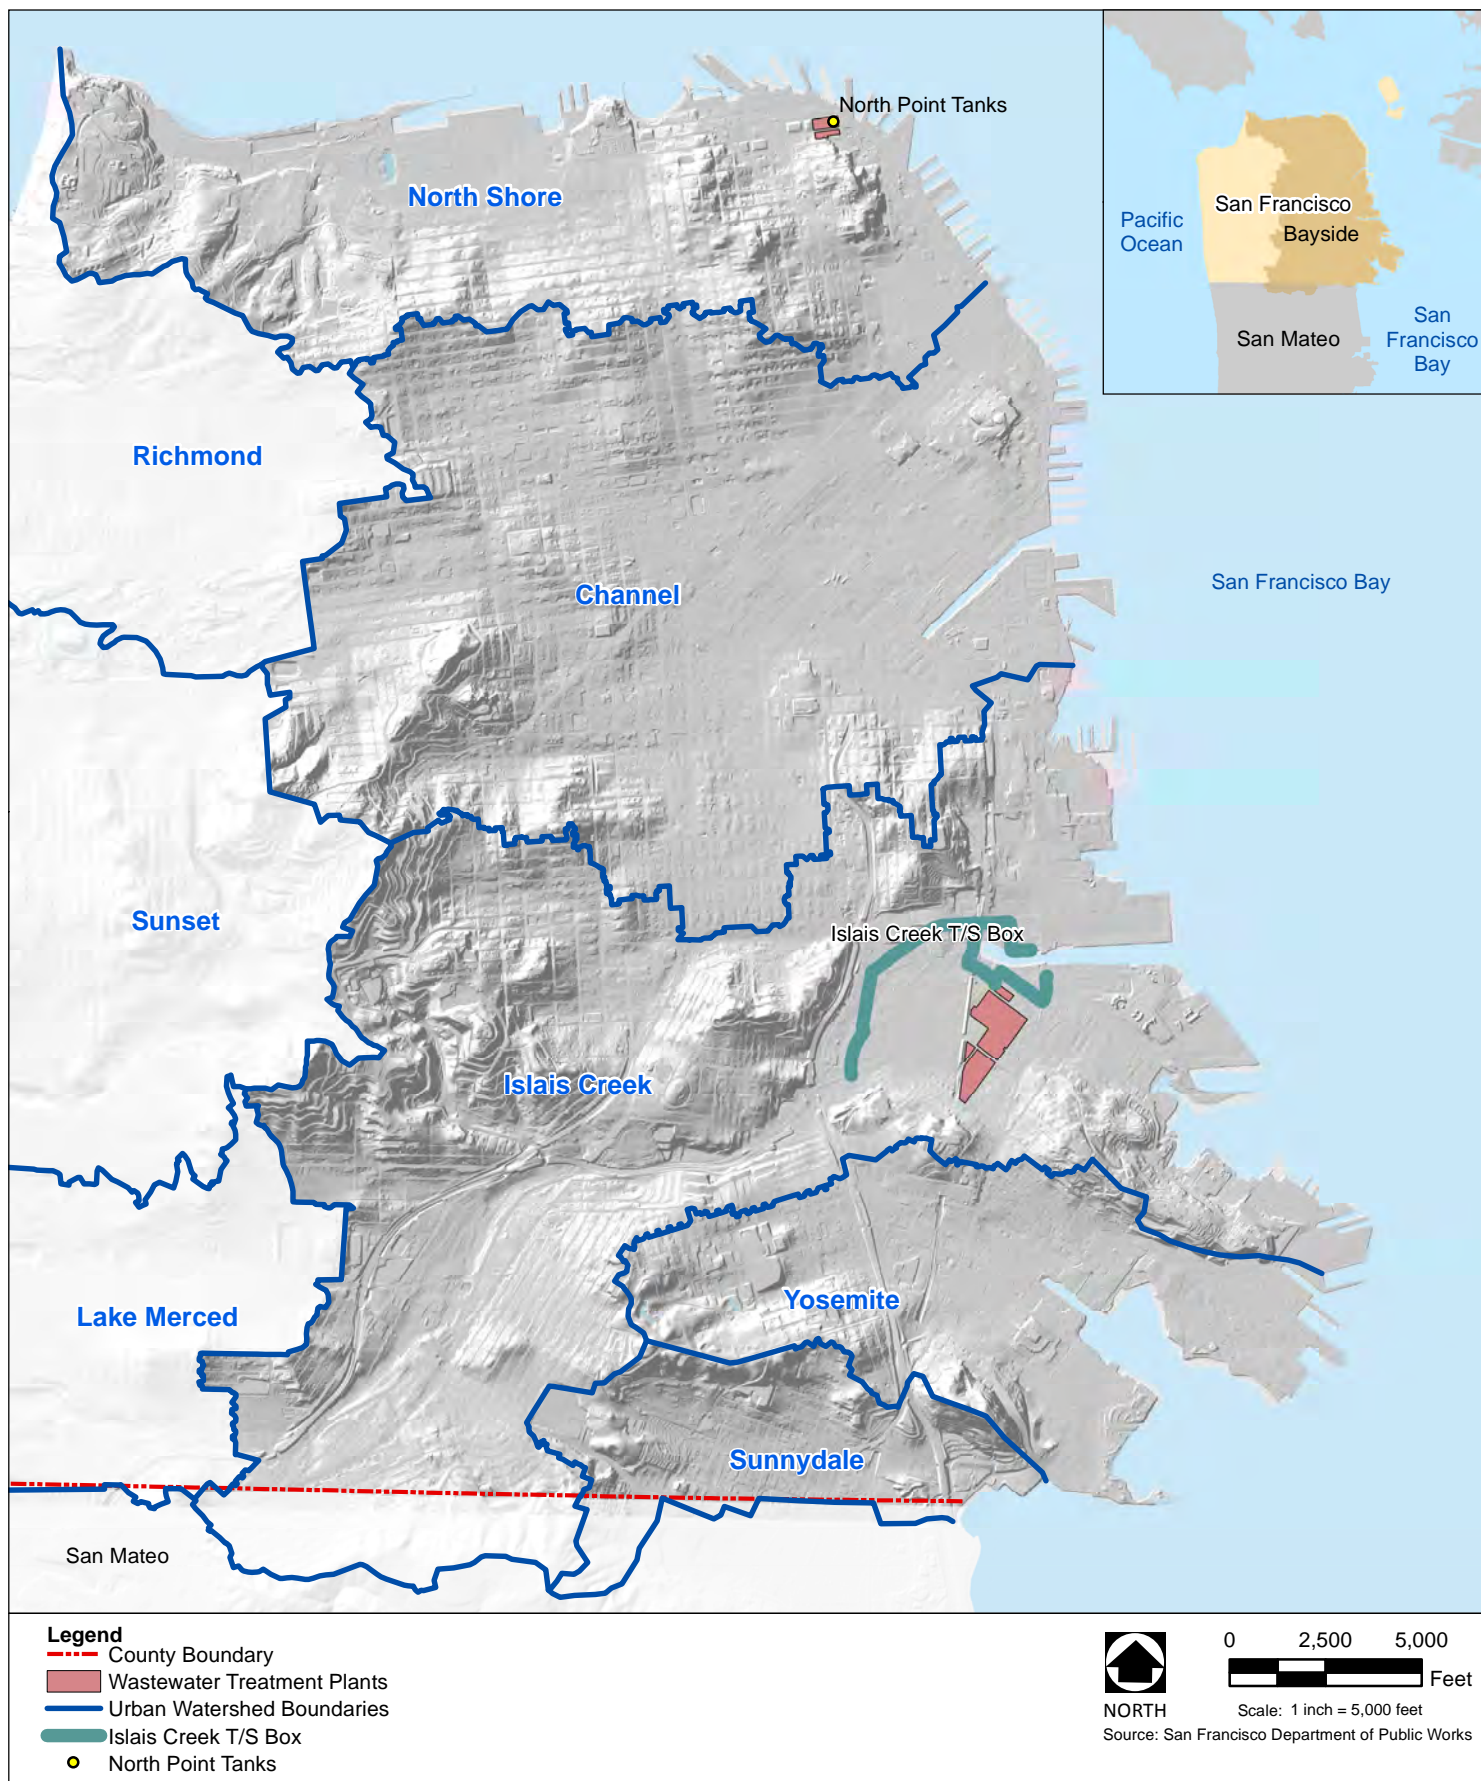 North Point Tanks
North Shore
San Francisco
Bayside
Pacific
Ocean
San
Francisco
Bay
San Mateo
Richmond
Channel
San Francisco Bay
Sunset
Islais Creek T/S Box
Islais Creek
Yosemite
Lake Merced
Sunnydale
San Mateo
Legend
County Boundary
Wastewater Treatment Plants
Urban Watershed Boundaries
Islais Creek T/S Box
North Point Tanks
NORTH
0 2,500 5,000
Feet
Scale: 1 inch = 5,000 feet
Source: San Francisco Department of Public Works